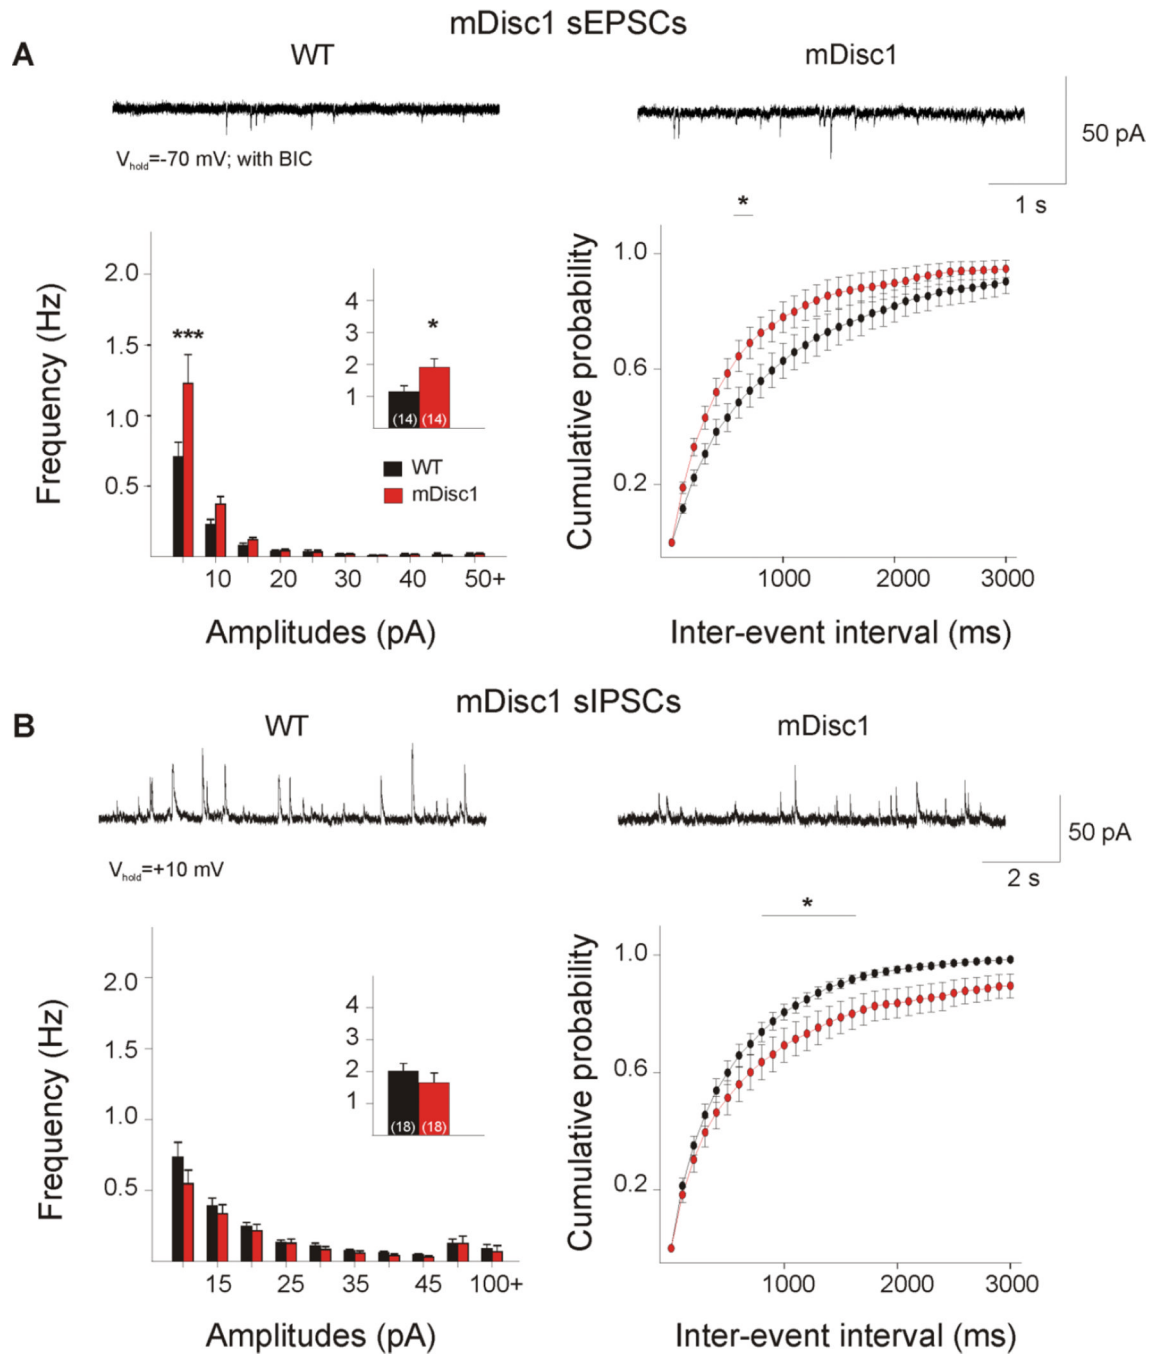 mDisc1 sEPSCs
A
WT
mDisc1
Vhold=-70 mV; with BIC
50 pA
1 s
*
Frequency (Hz)
2.0
1.5
1.0
0.5
***
4
3
2
1
*
(14) (14)
WT
mDisc1
10 20 30 40 50+
Amplitudes (pA)
Cumulative probability
1.0
0.6
0.2
1000 2000 3000
Inter-event interval (ms)
mDisc1 sIPSCs
B
WT
mDisc1
Vhold=+10 mV
50 pA
2 s
*
Frequency (Hz)
2.0
1.5
1.0
0.5
4
3
2
1
(18) (18)
15 25 35 45 100+
Amplitudes (pA)
Cumulative probability
1.0
0.6
0.2
1000 2000 3000
Inter-event interval (ms)